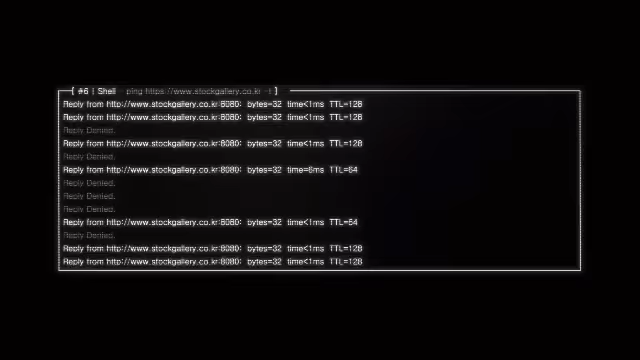 [ #6 | Shell - ping https://www.stockgallery.co.kr -t ]
Reply from http://www.stockgallery.co.kr:8080: bytes=32 time<1ms TTL=128
Reply from http://www.stockgallery.co.kr:8080: bytes=32 time<1ms TTL=128
Reply Denied.
Reply from http://www.stockgallery.co.kr:8080: bytes=32 time<1ms TTL=128
Reply Denied.
Reply from http://www.stockgallery.co.kr:8080: bytes=32 time=6ms TTL=64
Reply Denied.
Reply Denied.
Reply Denied.
Reply from http://www.stockgallery.co.kr:8080: bytes=32 time<1ms TTL=64
Reply Denied.
Reply from http://www.stockgallery.co.kr:8080: bytes=32 time<1ms TTL=128
Reply from http://www.stockgallery.co.kr:8080: bytes=32 time<1ms TTL=128